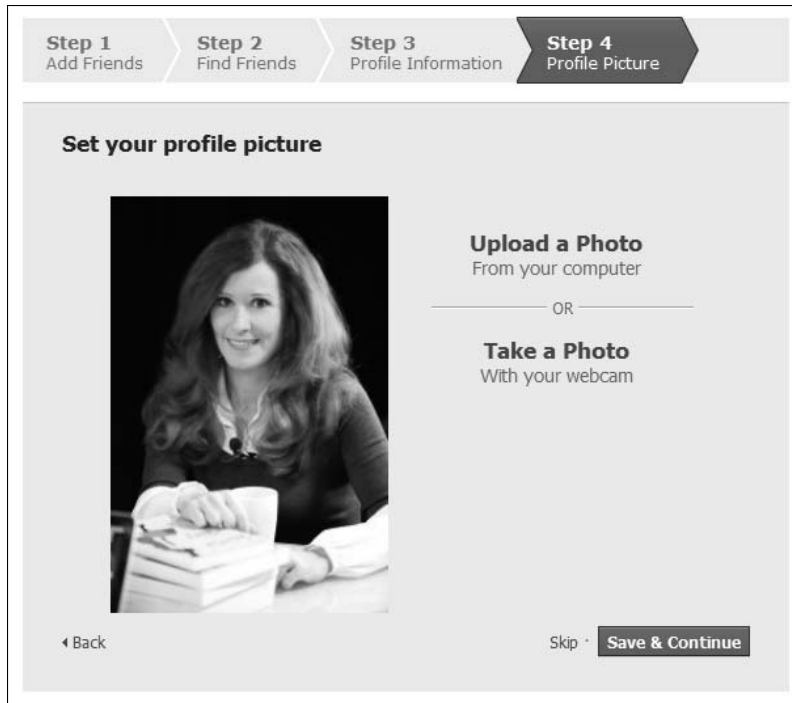 Step 1
Add Friends
Step 2
Find Friends
Step 3
Profile Information
Step 4
Profile Picture
Set your profile picture
Upload a Photo
From your computer
OR
Take a Photo
With your webcam
Back
Skip · Save & Continue